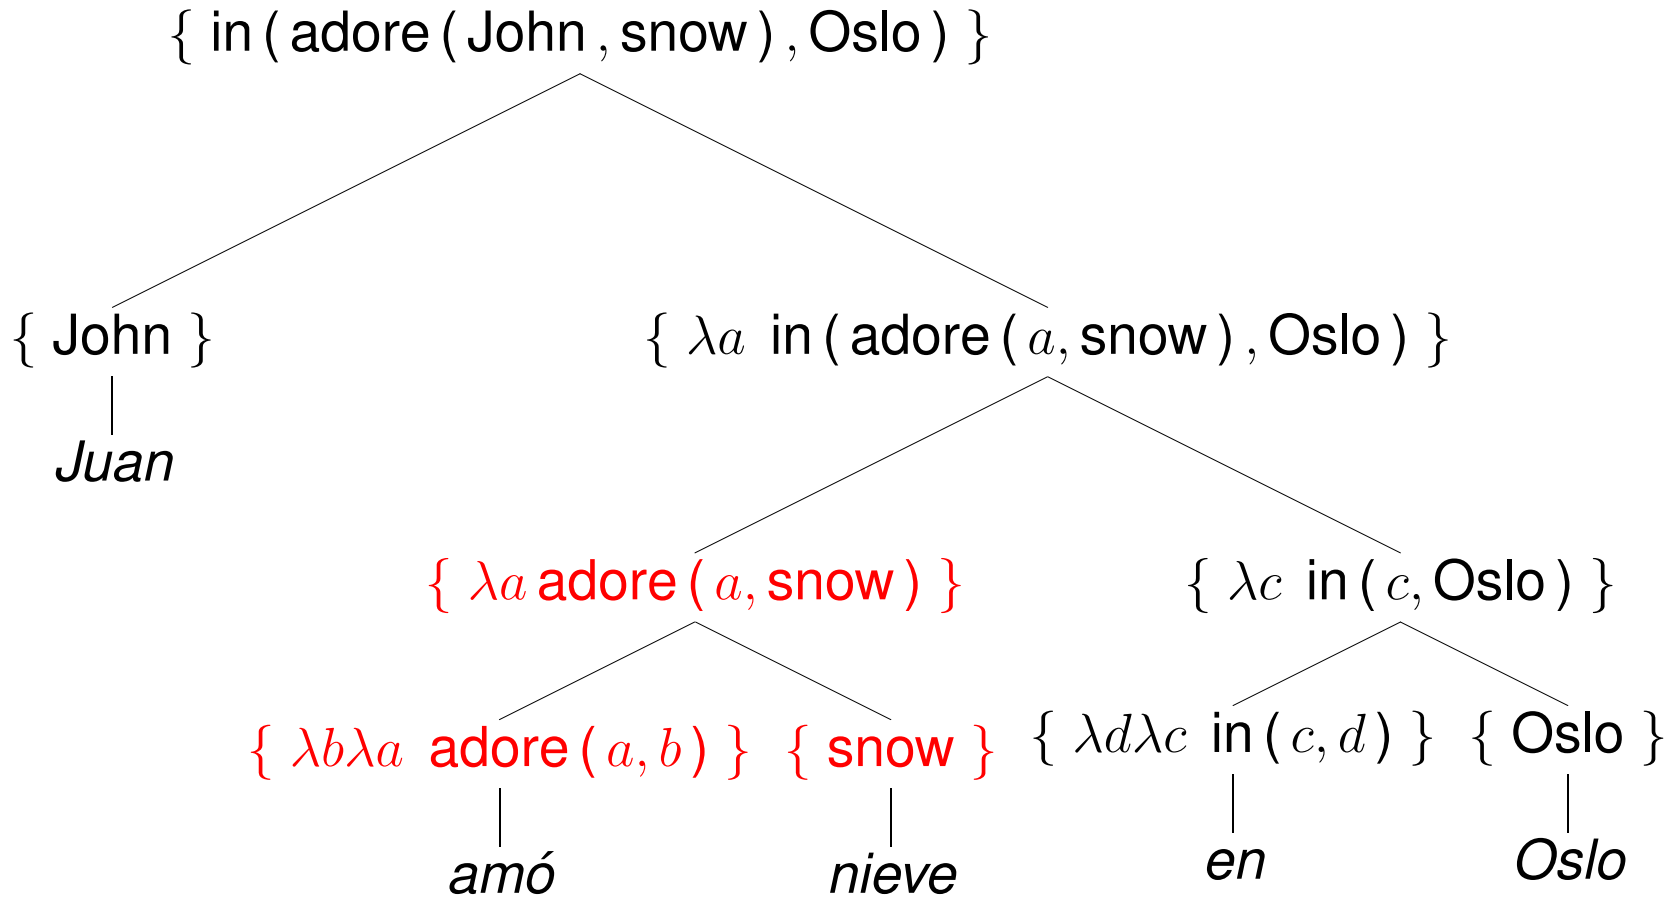 { in ( adore ( John , snow ) , Oslo ) }
{ John } { λa in ( adore ( a, snow ) , Oslo ) }
Juan
{ λa adore ( a, snow ) } { λc in ( c, Oslo ) }
{ λbλa adore ( a, b ) } { snow } { λdλc in ( c, d ) } { Oslo }
amó nieve en Oslo